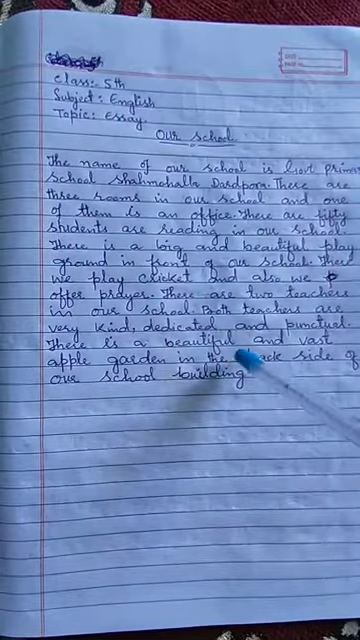 Class:- 5th
Subject: English
Topic: Essay.
Our school.
The name of our school is Govt primar
School Shahmohalla Dardpora. There are
three rooms in our school and one
of them is an office. There are fifty
students are reading in our school.
There is a big and beautiful play
ground in front of our school. There
we play cricket and also we
offer prayer. There are two teachers
in our school. Both teachers are
very kind, dedicated and punctual.
There is a beautiful and vast
apple garden in the ack side of
our school building